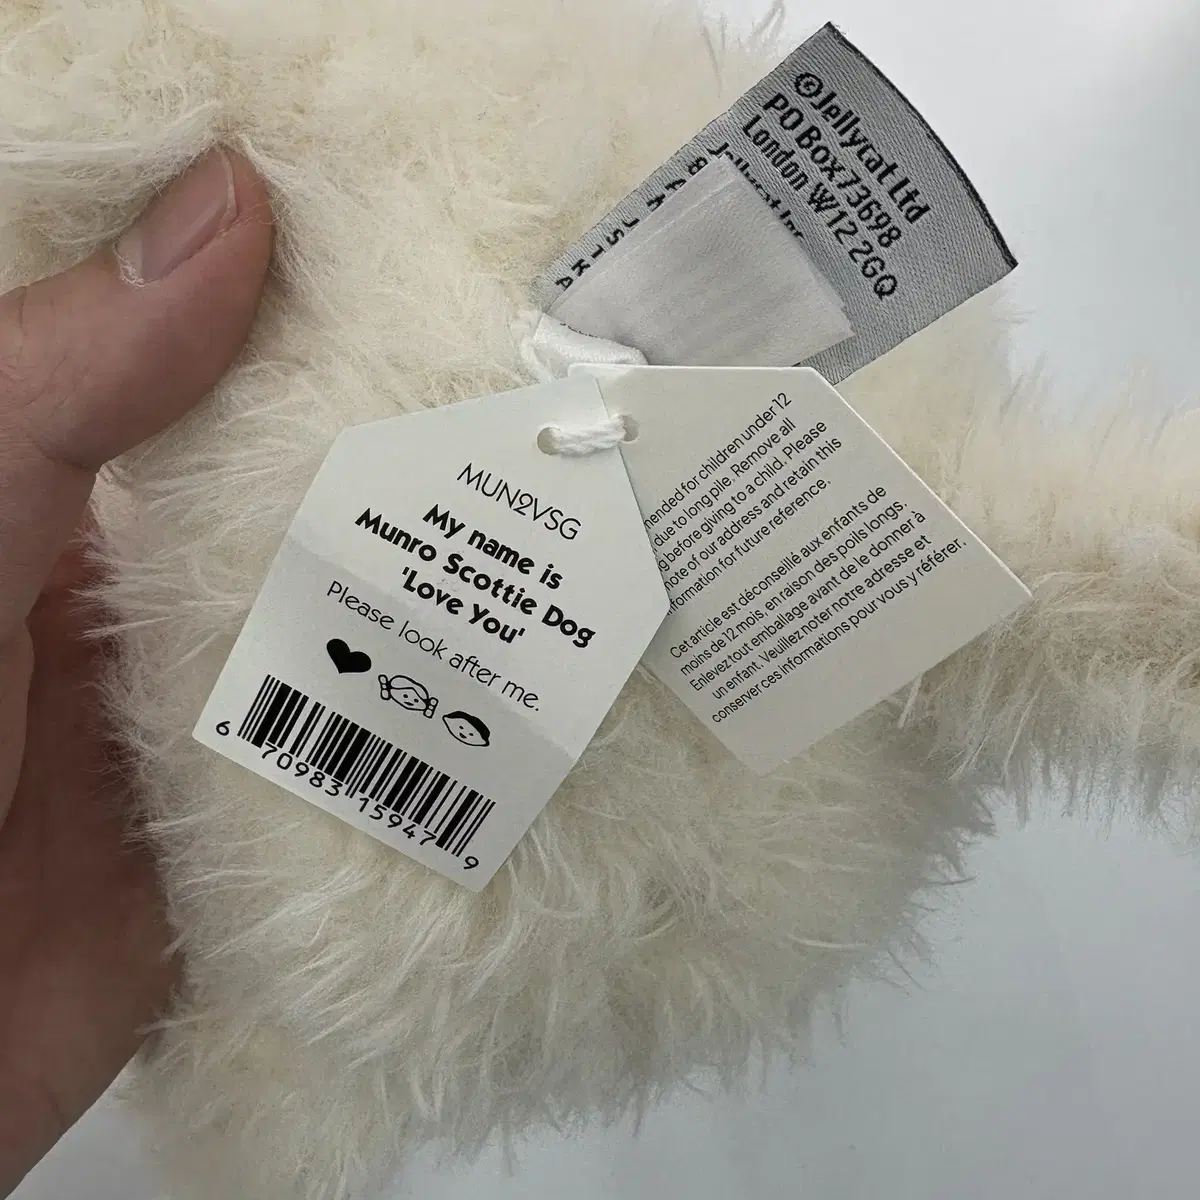 ©Jellycat Ltd
PO Box 73698
London W12 2GQ
Jellycat Inc
MUN2VSG
My name is
Munro Scottie Dog
'Love You'
Please look after me.
6 70983 15947 9
for children under 12
due to long pile. Remove all
before giving to a child. Please
note of our address and retain this
information for future reference.
Cet article est déconseillé aux enfants de
moins de 12 mois, en raison des poils longs.
Enlevez tout emballage avant de le donner à
un enfant. Veuillez noter notre adresse et
conserver ces informations pour vous y référer.